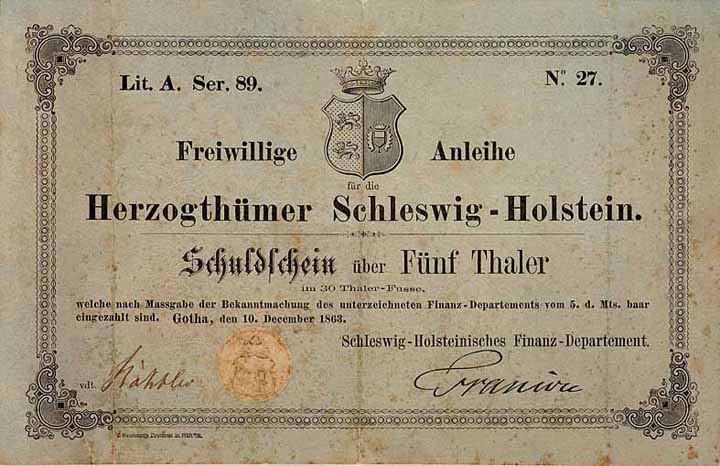 Lit. A. Ser. 89. No. 27.
Freiwillige Anleihe
für die
Herzogthümer Schleswig-Holstein.
Schuldschein über Fünf Thaler
im 30 Thaler-Fusse,
welche nach Massgabe der Bekanntmachung des unterzeichneten Finanz-Departements vom 5. d. Mts. baar
eingezahlt sind. Gotha, den 10. December 1863.
Schleswig-Holsteinisches Finanz-Departement.
vdt.